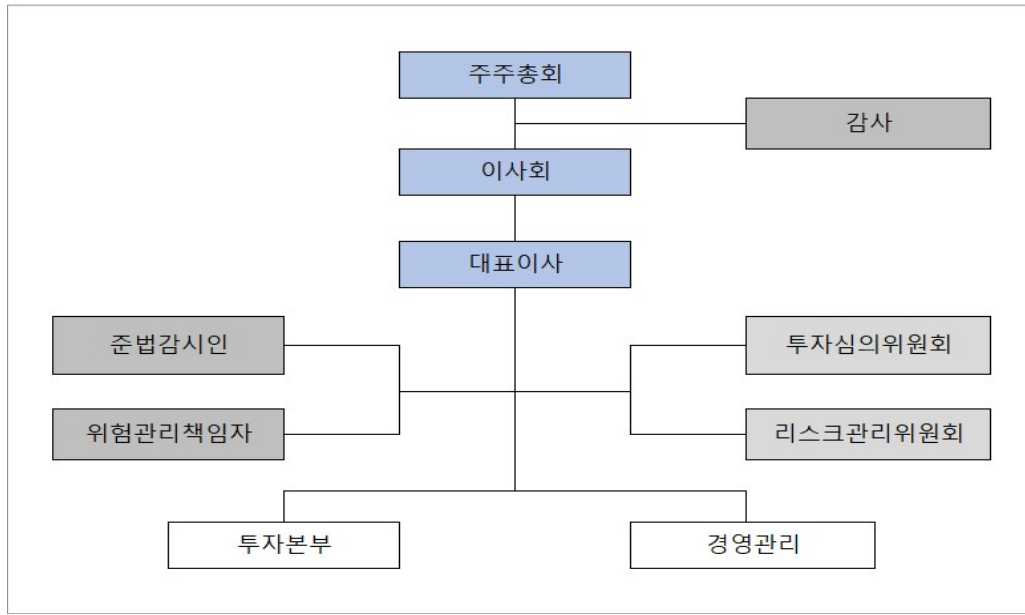 주주총회
감사
이사회
대표이사
준법감시인
투자심의위원회
위험관리책임자
리스크관리위원회
투자본부
경영관리